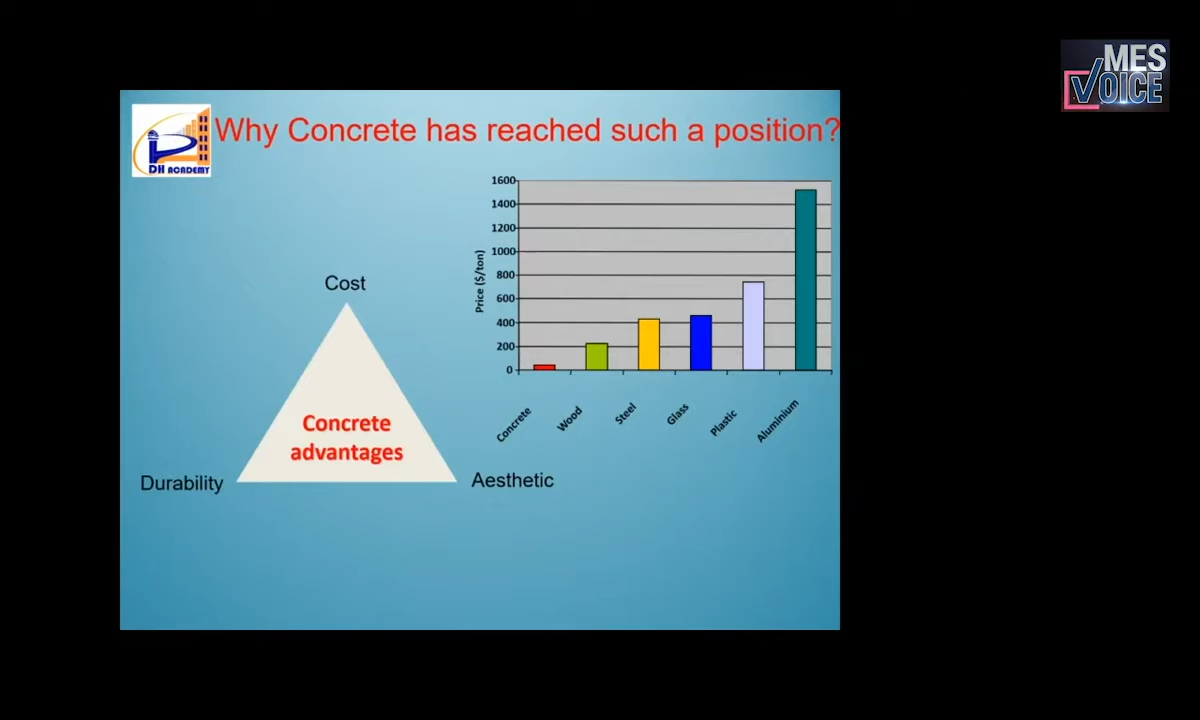 MES
VOICE
DH ACADEMY
Why Concrete has reached such a position?
1600
1400
1200
1000
800
600
400
200
0
Price ($/ton)
Concrete
Wood
Steel
Glass
Plastic
Aluminium
Cost
Concrete
advantages
Durability
Aesthetic